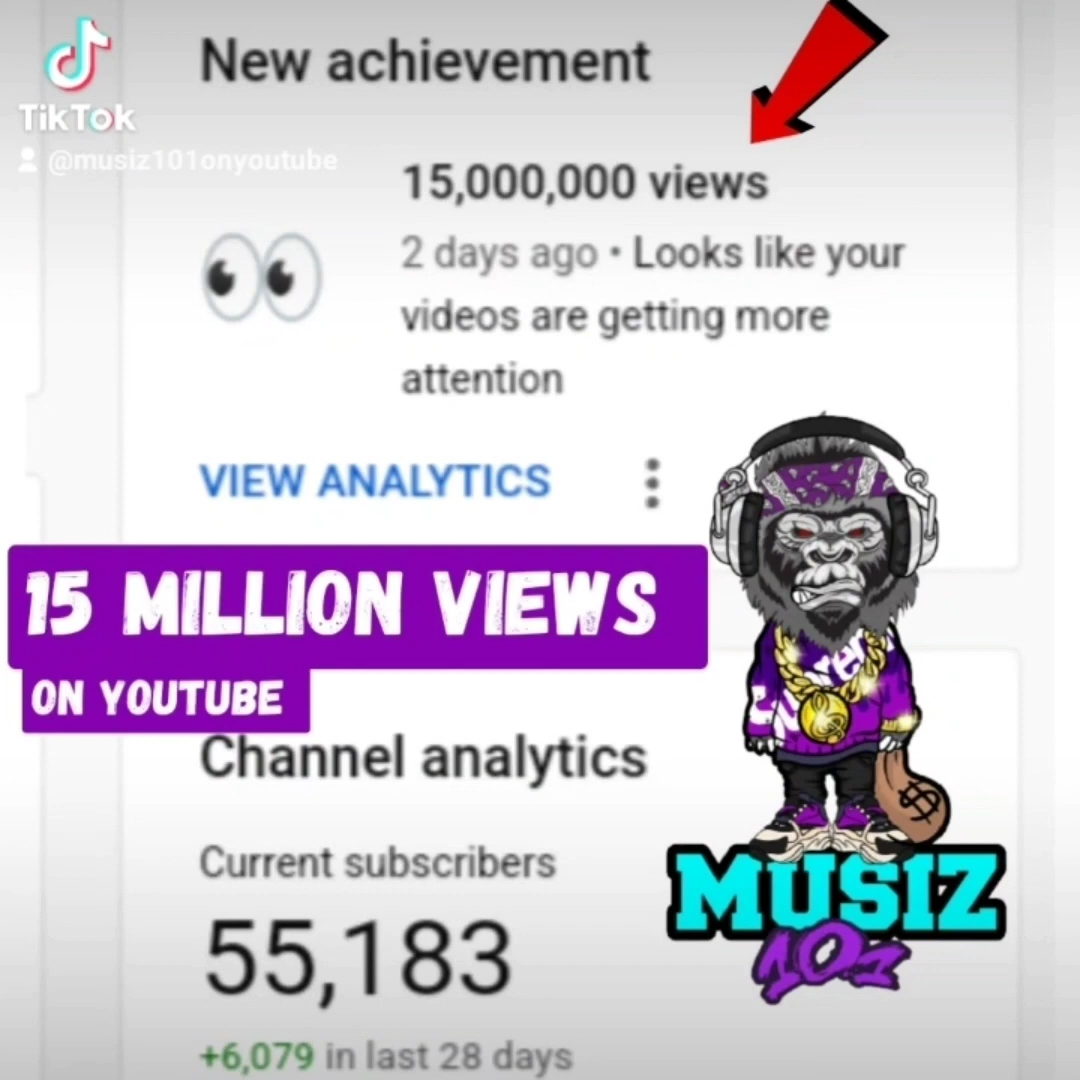 New achievement
TikTok
@musiz101onyoutube
15,000,000 views
2 days ago • Looks like your
videos are getting more
attention
VIEW ANALYTICS
15 MILLION VIEWS
ON YOUTUBE
Channel analytics
Current subscribers
55,183
+6,079 in last 28 days
$
MUSIZ
101